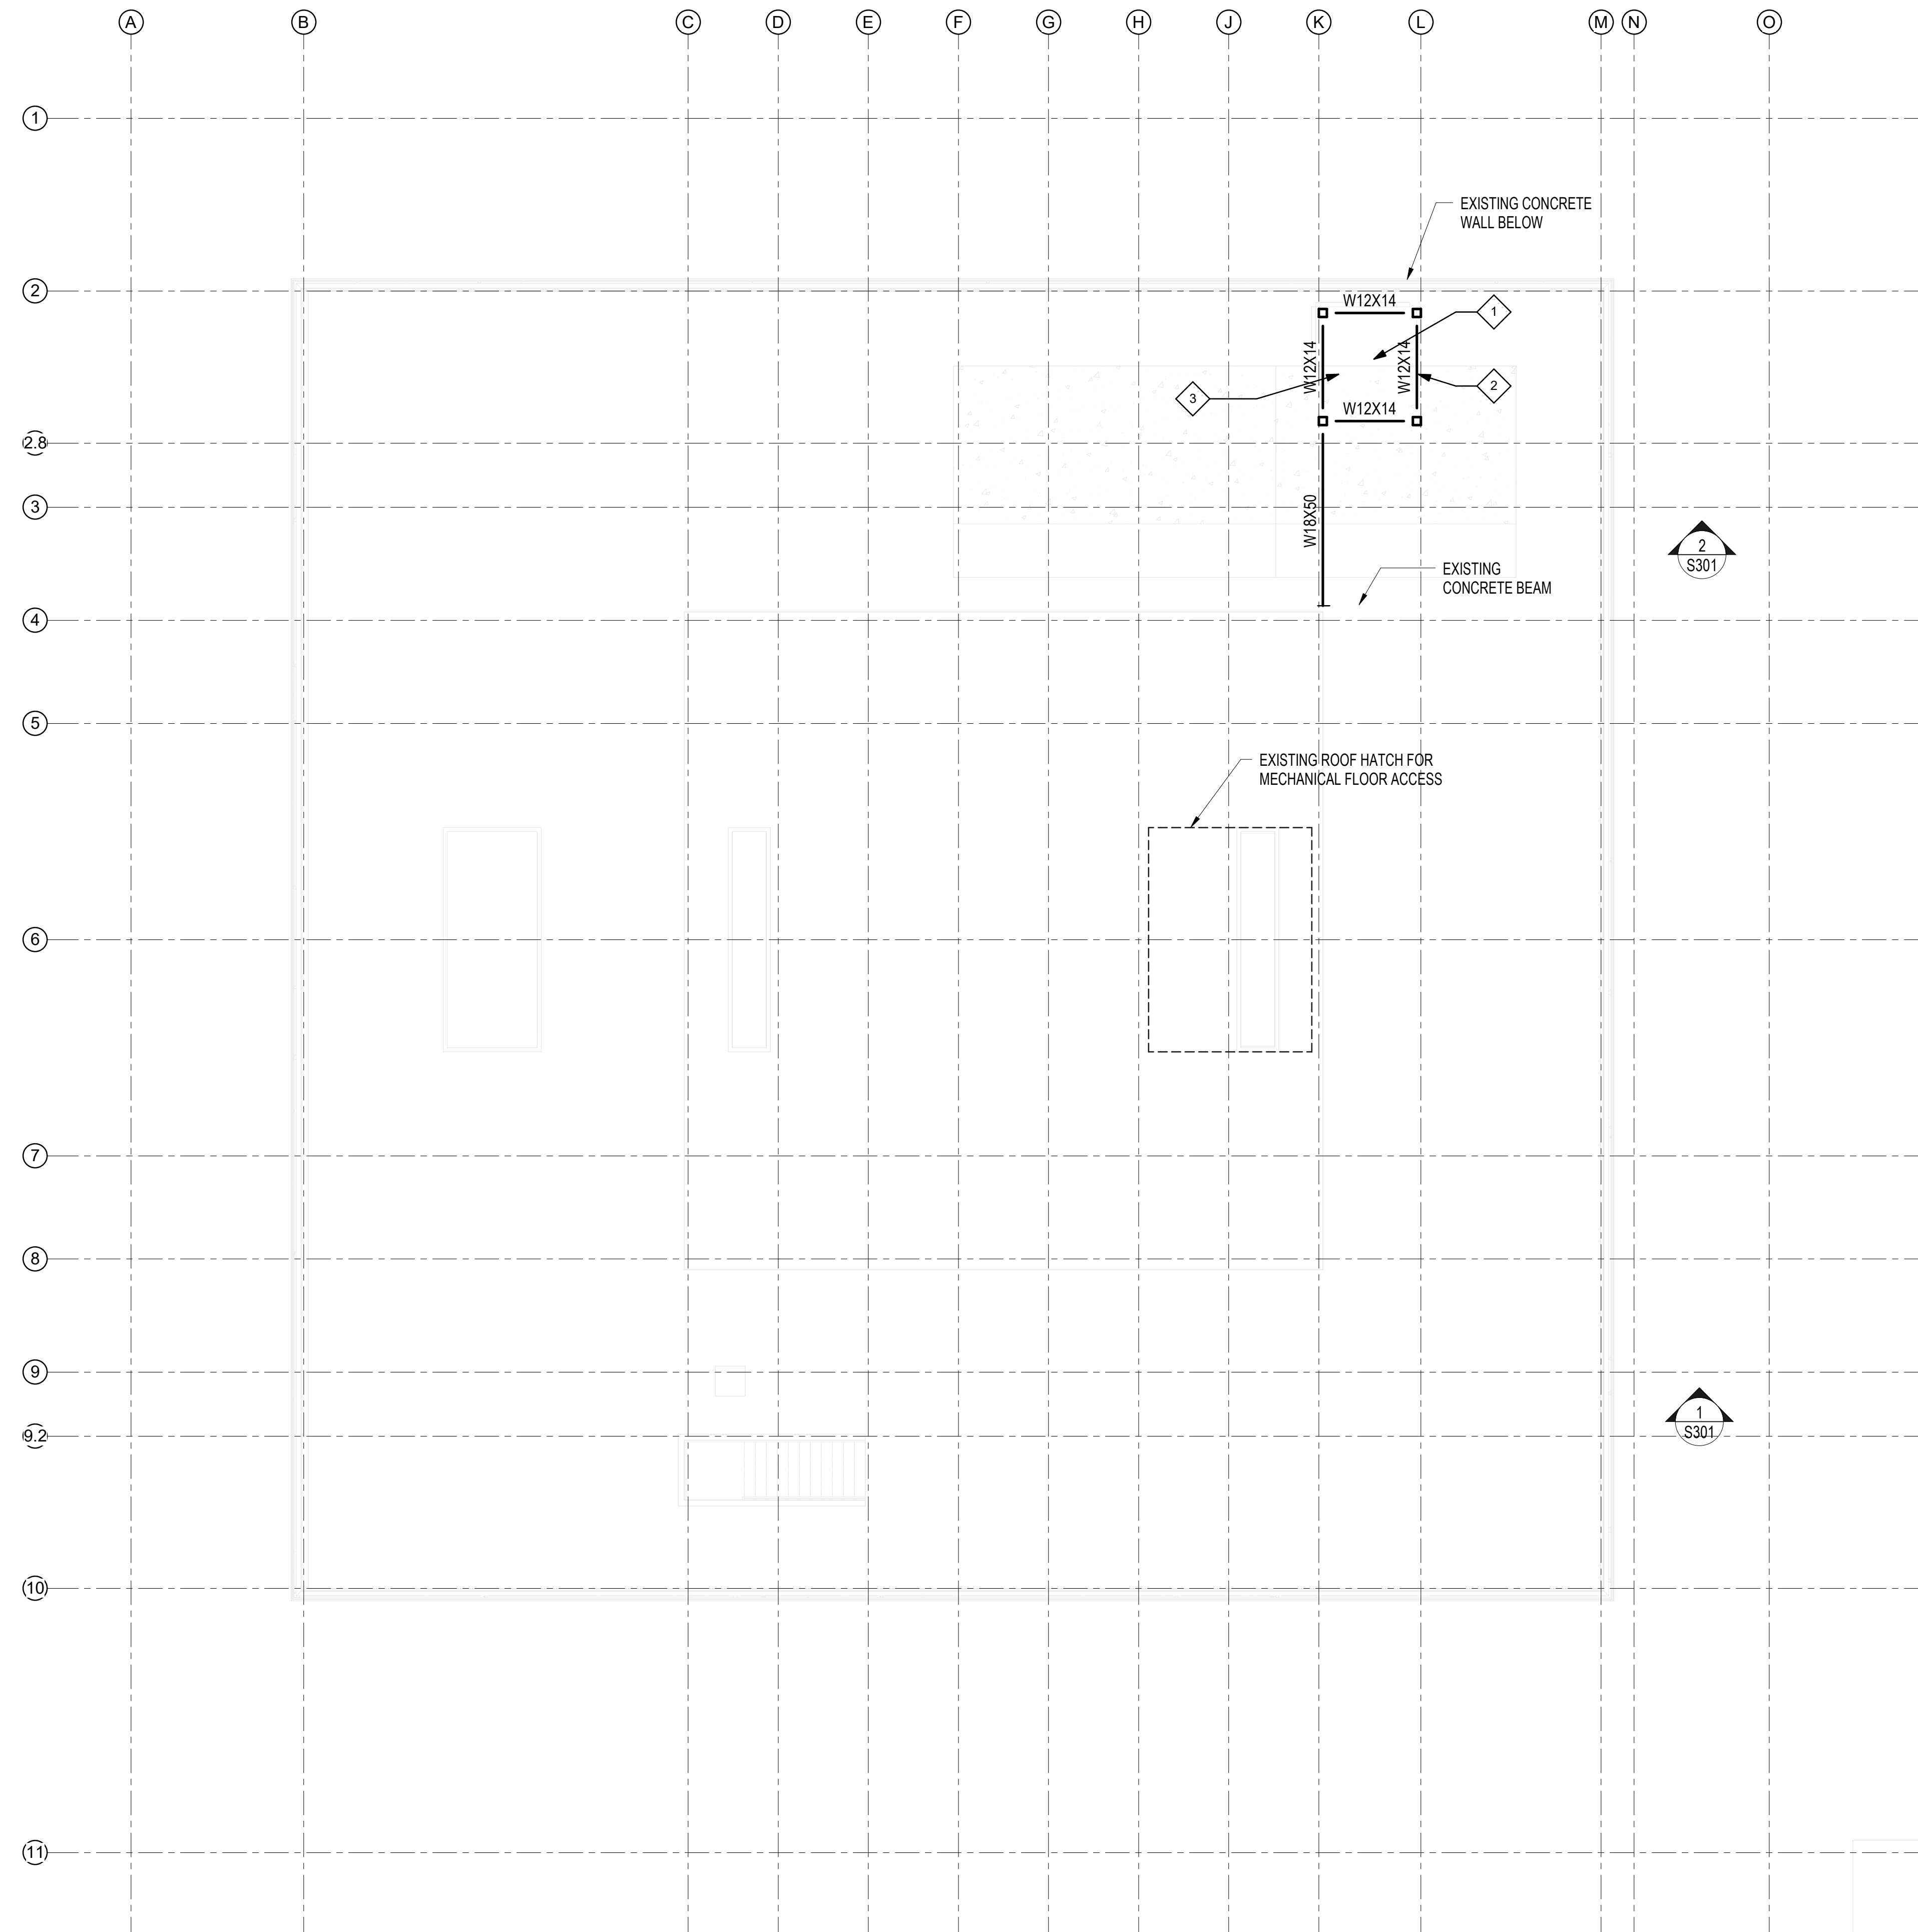 A
B
C
D
E
F
G
H
J
K
L
M
N
O
1
EXISTING CONCRETE
WALL BELOW
2
W12X14
1
W12X14
W12X14
2
3
W12X14
2.8
3
W18X50
2
S301
EXISTING
CONCRETE BEAM
4
5
EXISTING ROOF HATCH FOR
MECHANICAL FLOOR ACCESS
6
7
8
9
1
S301
9.2
10
11